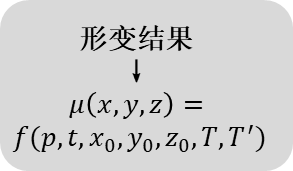 形变结果
↓
μ(x, y, z) =
f(p, t, x₀, y₀, z₀, T, T′)